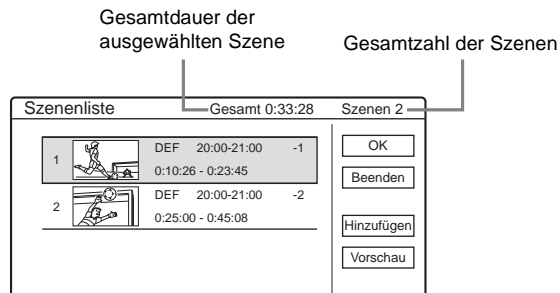 Gesamtdauer der
ausgewählten Szene
Gesamtzahl der Szenen
Szenenliste Gesamt 0:33:28 Szenen 2
1 DEF 20:00-21:00 -1
0:10:26 - 0:23:45
2 DEF 20:00-21:00 -2
0:25:00 - 0:45:08
OK
Beenden
Hinzufügen
Vorschau